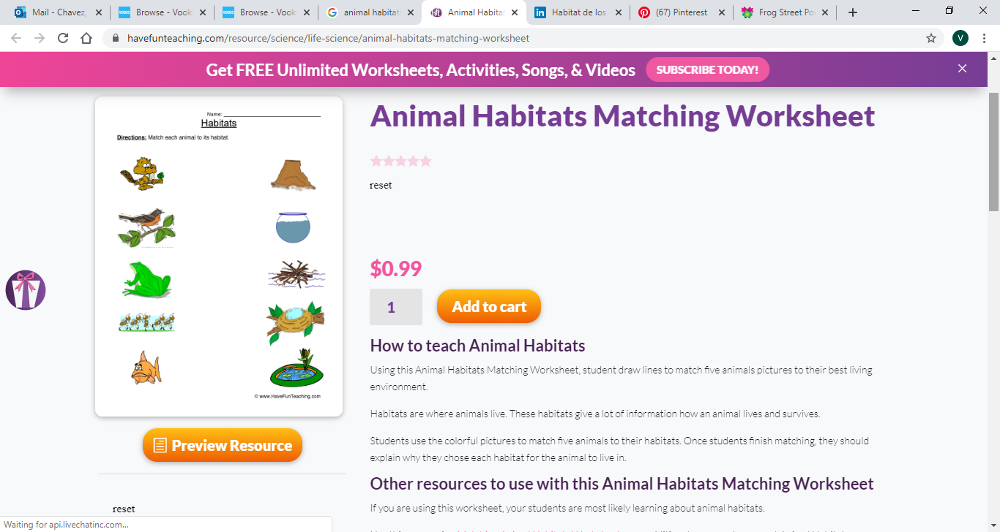 Mail - Chavez,
Browse - Vook
Browse - Vook
animal habitat
Animal Habita
Habitat de los
(67) Pinterest
Frog Street Po
havefunteaching.com/resource/science/life-science/animal-habitats-matching-worksheet
V
Get FREE Unlimited Worksheets, Activities, Songs, & Videos
SUBSCRIBE TODAY!
Name:
Habitats
Directions: Match each animal to its habitat.
© www.HaveFunTeaching.com
Preview Resource
reset
Animal Habitats Matching Worksheet
reset
$0.99
1
Add to cart
How to teach Animal Habitats
Using this Animal Habitats Matching Worksheet, student draw lines to match five animals pictures to their best living
environment.
Habitats are where animals live. These habitats give a lot of information how an animal lives and survives.
Students use the colorful pictures to match five animals to their habitats. Once students finish matching, they should
explain why they chose each habitat for the animal to live in.
Other resources to use with this Animal Habitats Matching Worksheet
If you are using this worksheet, your students are most likely learning about animal habitats.
Waiting for api.livechatinc.com...